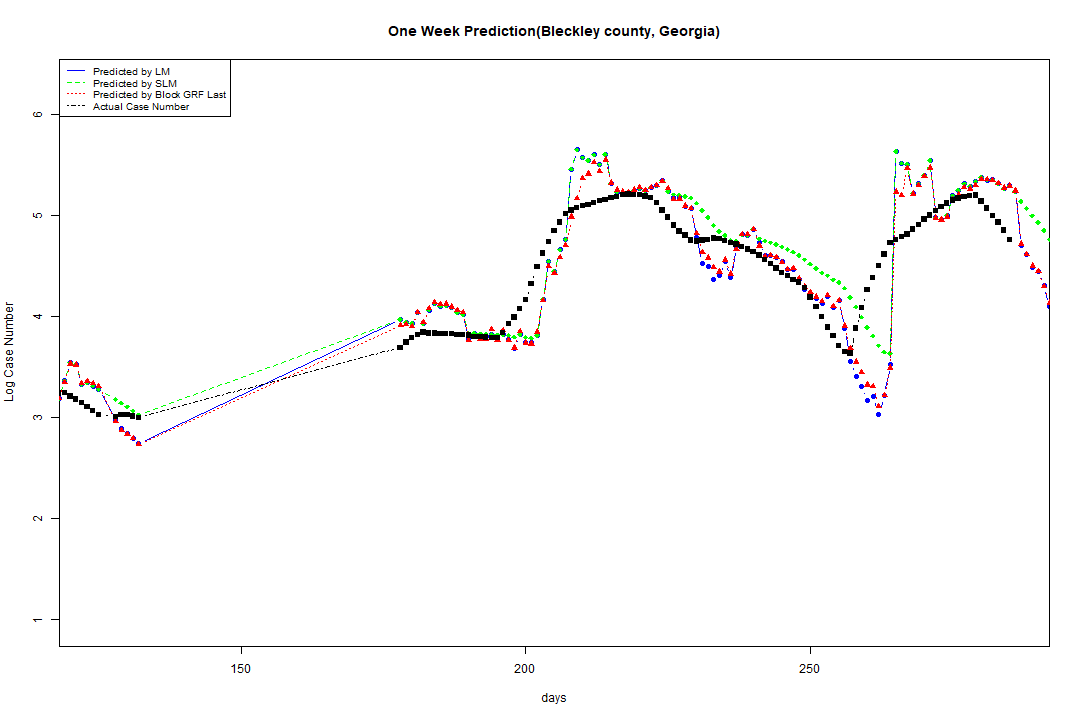 One Week Prediction(Bleckley county, Georgia)
Predicted by LM
Predicted by SLM
Predicted by Block GRF Last
Actual Case Number
Log Case Number
6
5
4
3
2
1
150
200
250
days